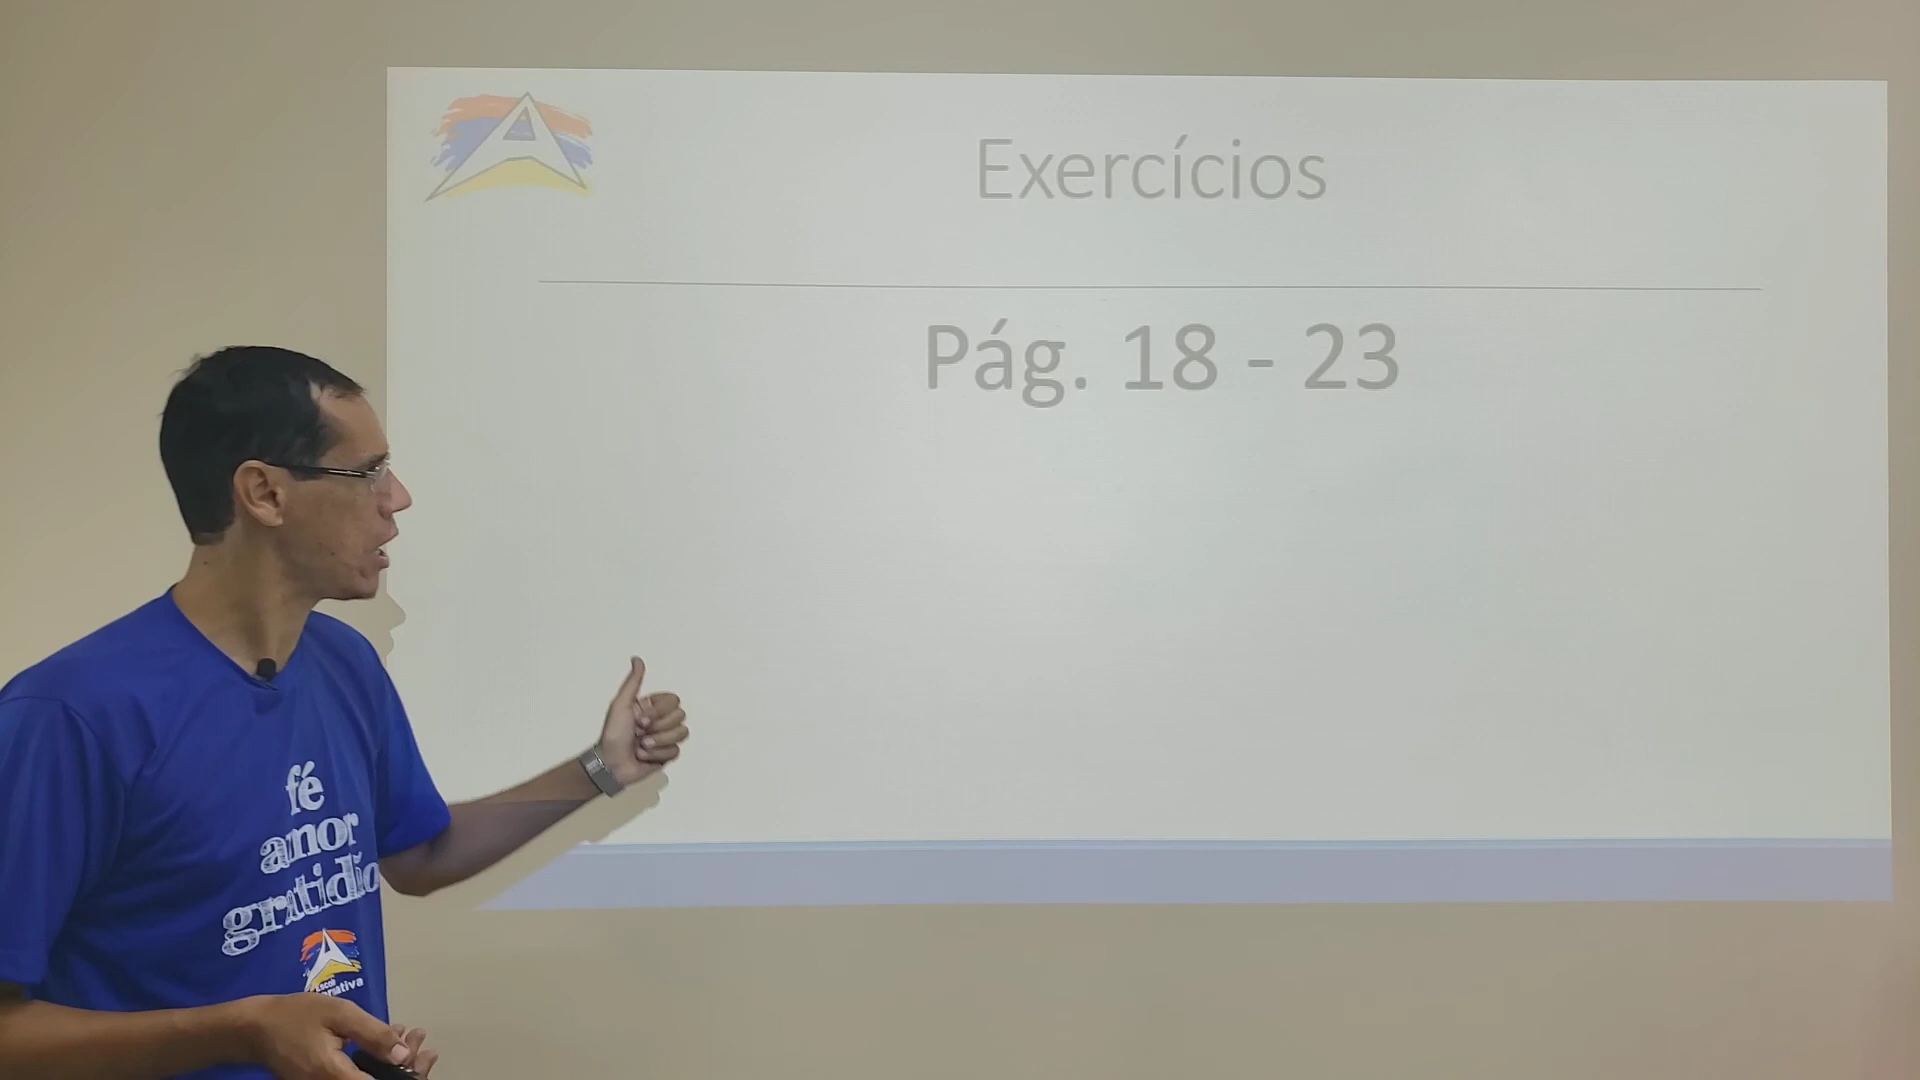 Exercícios
Pág. 18 - 23
fé
amor
gratidão